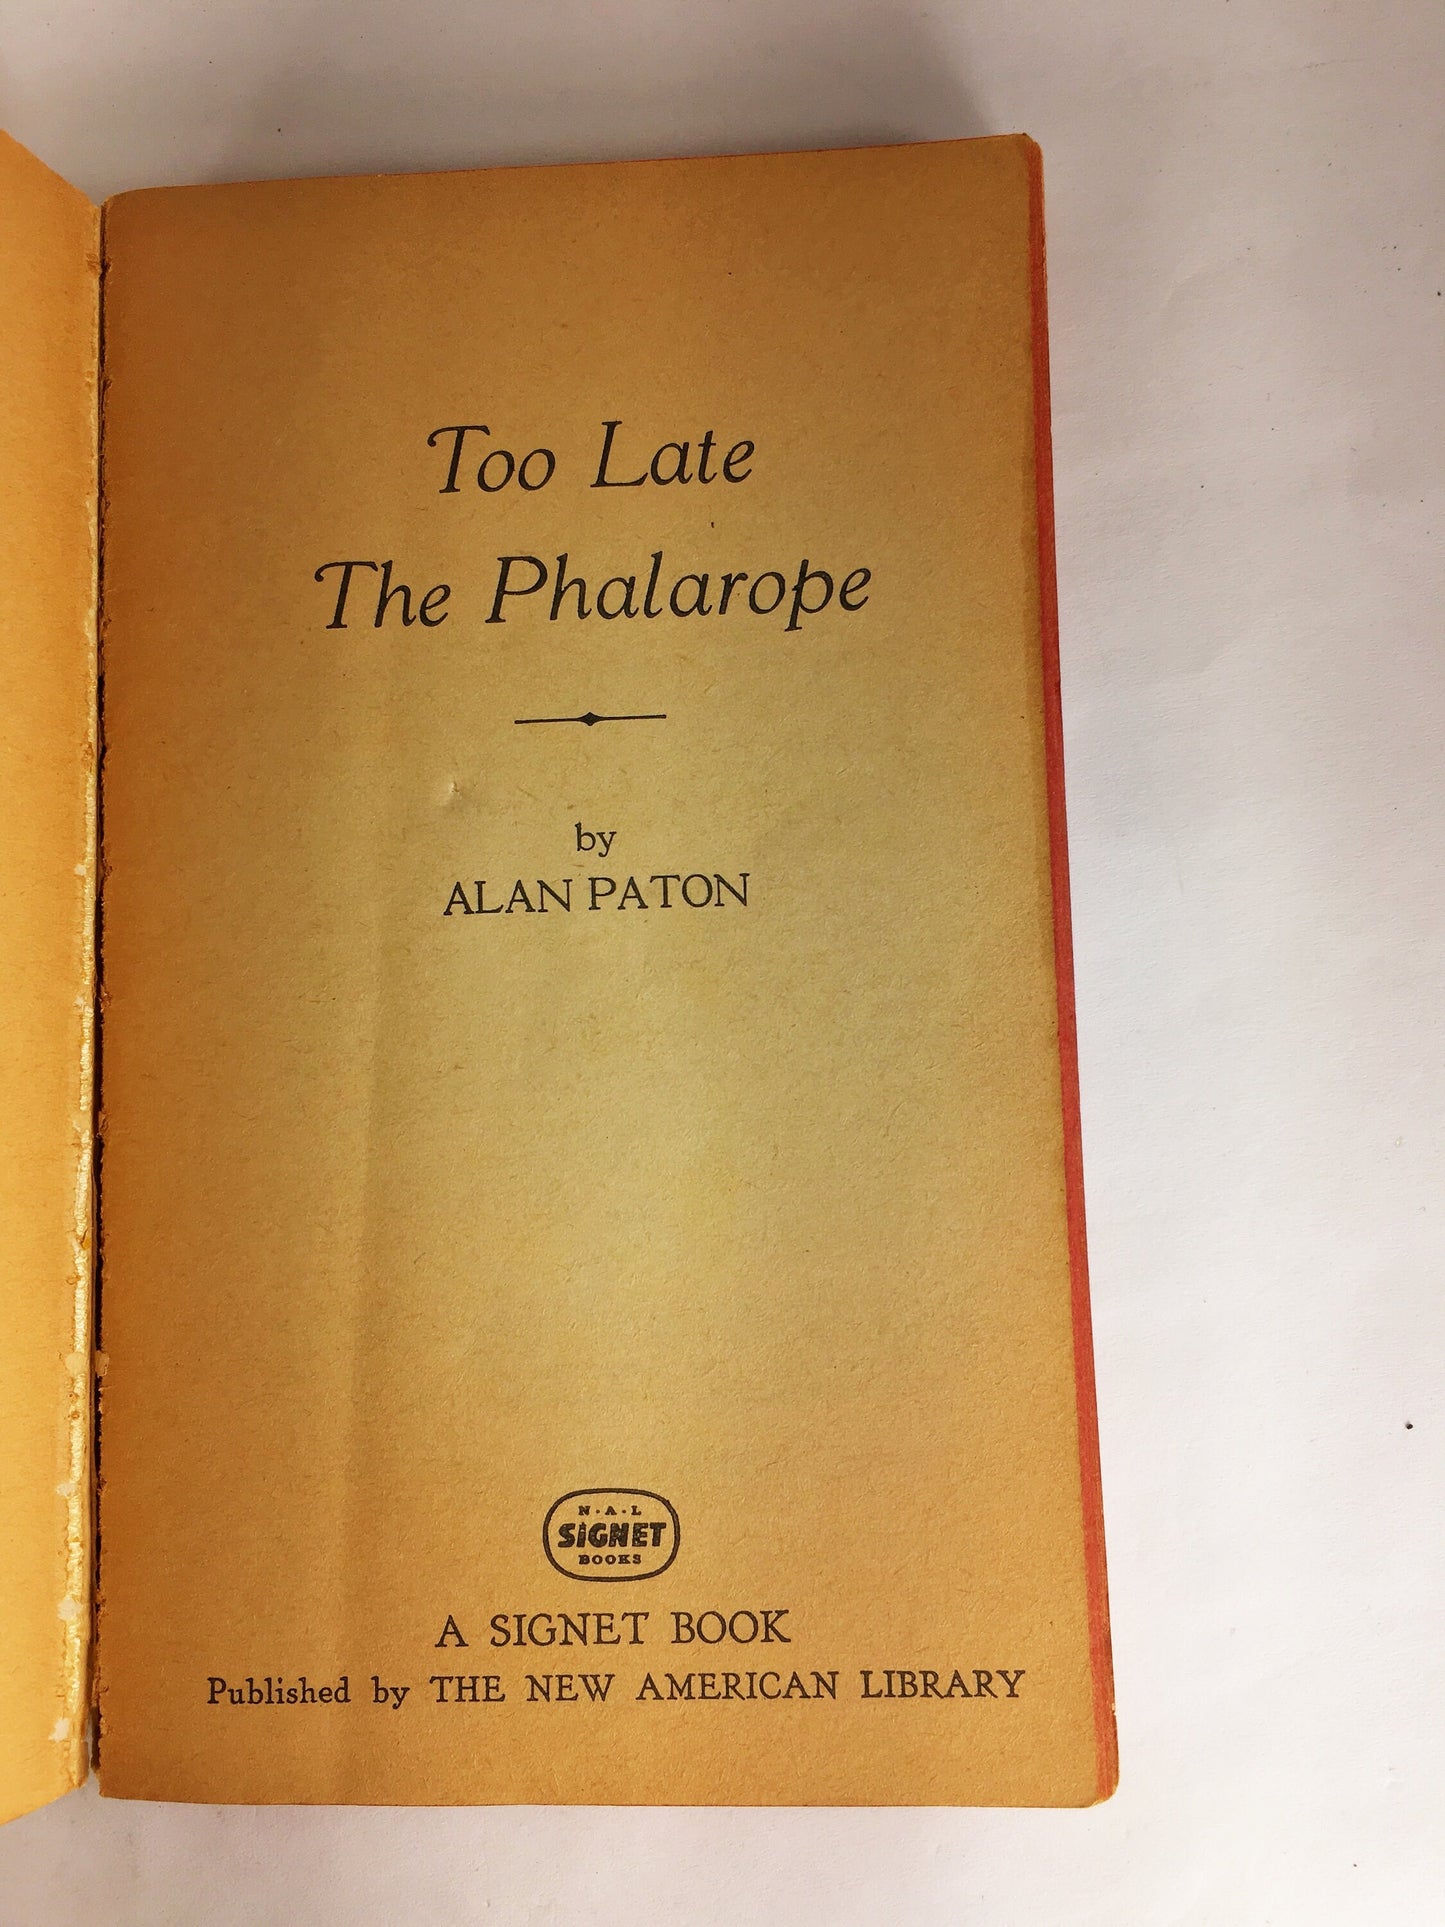 Too Late
The Phalarope
by
ALAN PATON
N·A·L
SIGNET
BOOKS
A SIGNET BOOK
Published by THE NEW AMERICAN LIBRARY